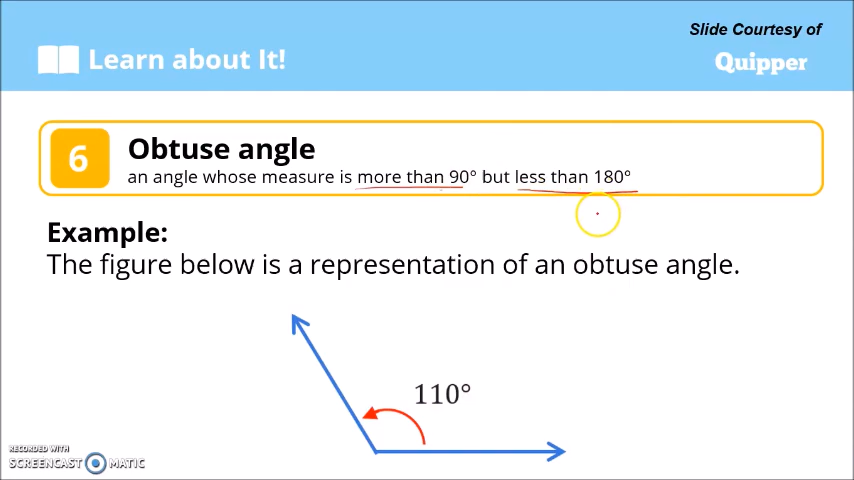 Slide Courtesy of
Learn about It!
Quipper
6
Obtuse angle
an angle whose measure is more than 90° but less than 180°
Example:
The figure below is a representation of an obtuse angle.
110°
RECORDED WITH
SCREENCAST MATIC